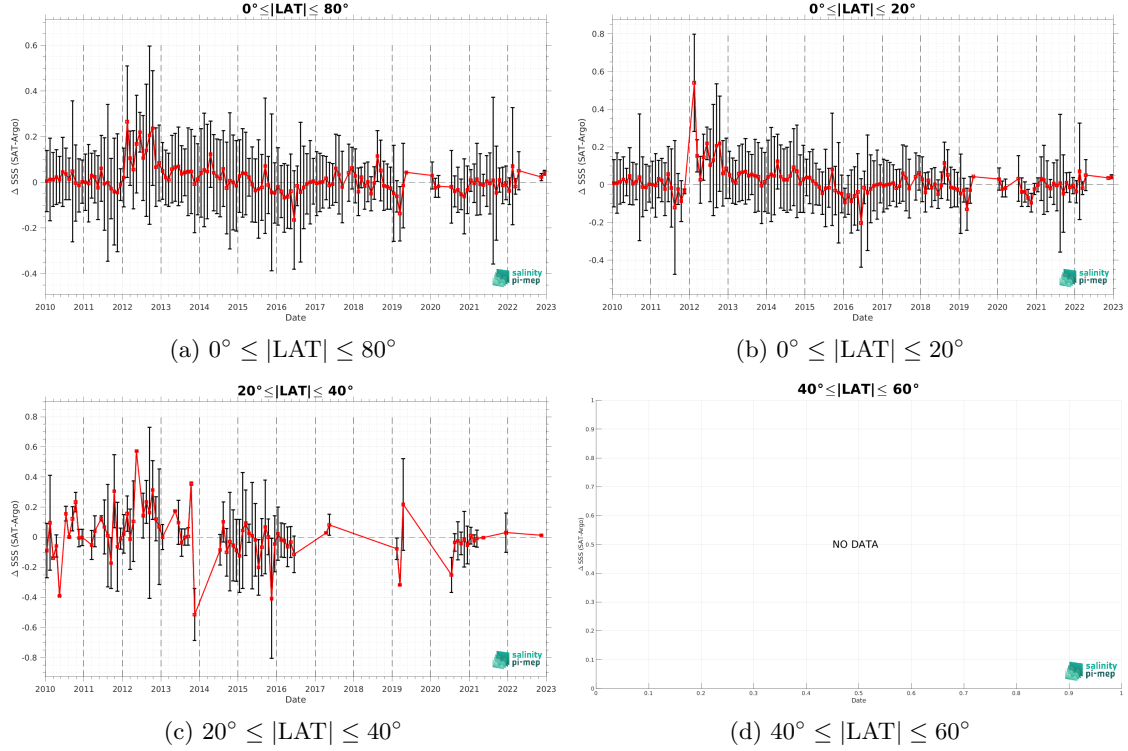 0°≤|LAT|≤ 80°
Δ SSS (SAT-Argo)
0.6
0.4
0.2
0
-0.2
-0.4
2010 2011 2012 2013 2014 2015 2016 2017 2018 2019 2020 2021 2022 2023
Date
salinity
pi-mep
(a) 0° ≤ |LAT| ≤ 80°
0°≤|LAT|≤ 20°
Δ SSS (SAT-Argo)
0.8
0.6
0.4
0.2
0
-0.2
-0.4
2010 2011 2012 2013 2014 2015 2016 2017 2018 2019 2020 2021 2022 2023
Date
salinity
pi-mep
(b) 0° ≤ |LAT| ≤ 20°
20°≤|LAT|≤ 40°
Δ SSS (SAT-Argo)
0.8
0.6
0.4
0.2
0
-0.2
-0.4
-0.6
-0.8
2010 2011 2012 2013 2014 2015 2016 2017 2018 2019 2020 2021 2022 2023
Date
salinity
pi-mep
(c) 20° ≤ |LAT| ≤ 40°
40°≤|LAT|≤ 60°
Δ SSS (SAT-Argo)
1
0.9
0.8
0.7
0.6
0.5
0.4
0.3
0.2
0.1
0
NO DATA
0 0.1 0.2 0.3 0.4 0.5 0.6 0.7 0.8 0.9 1
Date
salinity
pi-mep
(d) 40° ≤ |LAT| ≤ 60°